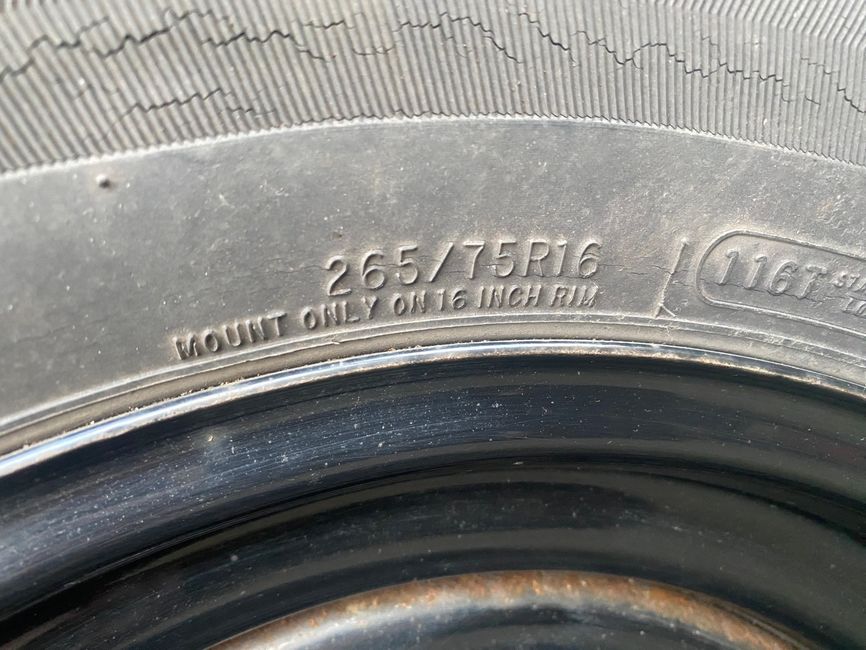 265/75R16
MOUNT ONLY ON 16 INCH RIM
116T